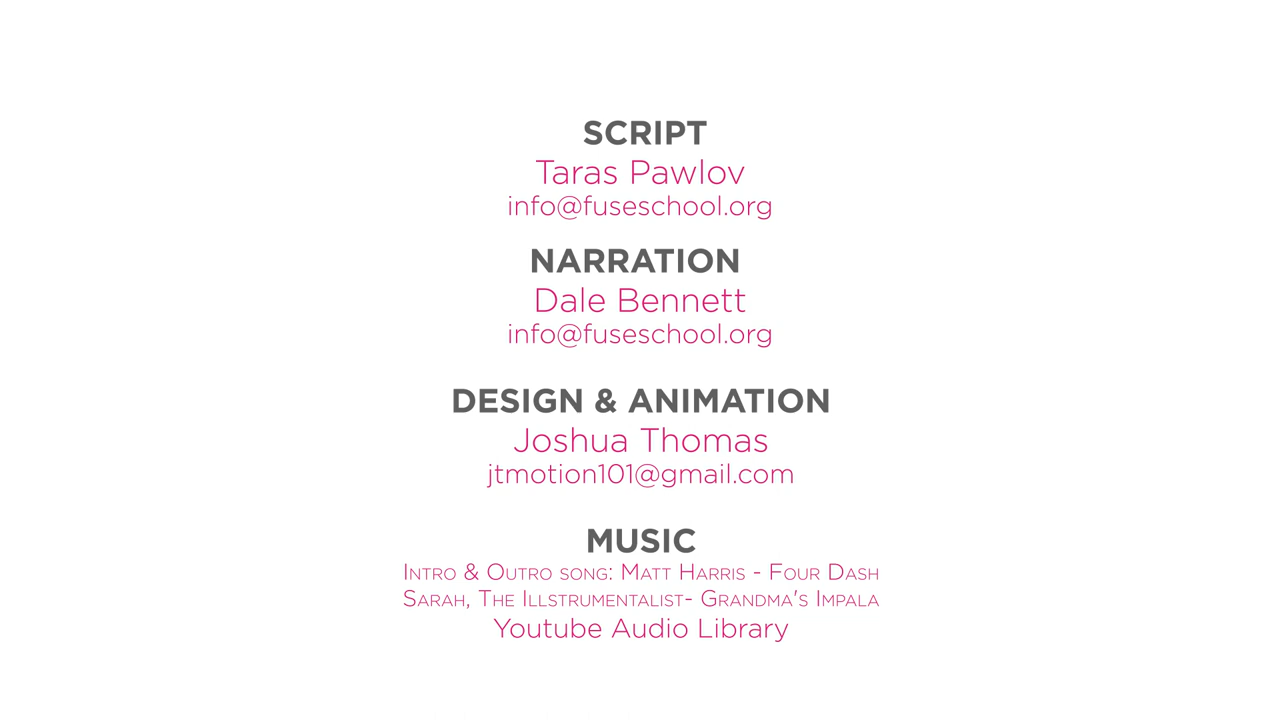 SCRIPT
Taras Pawlov
info@fuseschool.org
NARRATION
Dale Bennett
info@fuseschool.org
DESIGN & ANIMATION
Joshua Thomas
jtmotion101@gmail.com
MUSIC
Intro & Outro song: Matt Harris - Four Dash
Sarah, The Illstrumentalist- Grandma's Impala
Youtube Audio Library